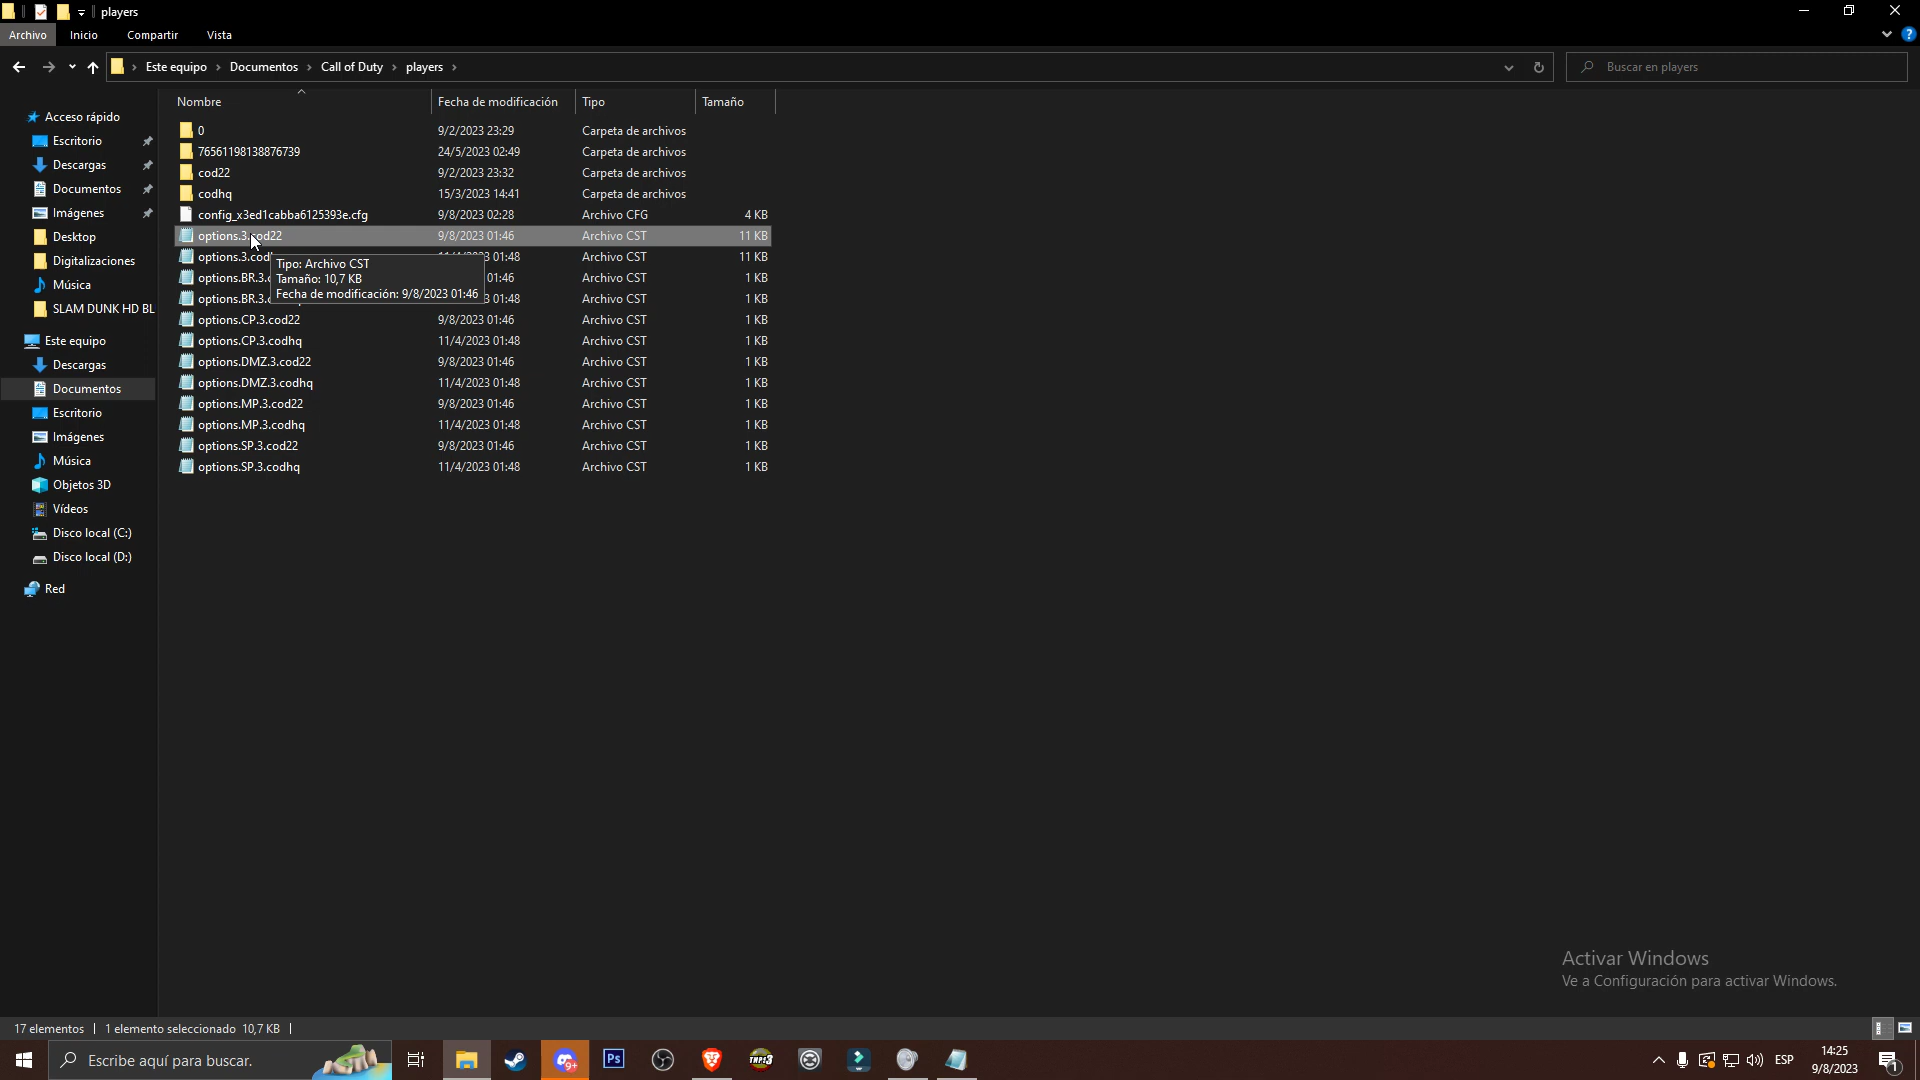 players
Archivo Inicio Compartir Vista
Este equipo Documentos Call of Duty players
Buscar en players
Nombre Fecha de modificación Tipo Tamaño
Acceso rápido
Escritorio
Descargas
Documentos
Imágenes
Desktop
Digitalizaciones
Música
SLAM DUNK HD BL
Este equipo
Descargas
Documentos
Escritorio
Imágenes
Música
Objetos 3D
Vídeos
Disco local (C:)
Disco local (D:)
Red
0 9/2/2023 23:29 Carpeta de archivos
76561198138876739 24/5/2023 02:49 Carpeta de archivos
cod22 9/2/2023 23:32 Carpeta de archivos
codhq 15/3/2023 14:41 Carpeta de archivos
config_x3ed1cabba6125393e.cfg 9/8/2023 02:28 Archivo CFG 4 KB
options.3.cod22 9/8/2023 01:46 Archivo CST 11 KB
options.3.cod 01:48 Archivo CST 11 KB
options.BR.3. 01:46 Archivo CST 1 KB
options.BR.3. 3 01:48 Archivo CST 1 KB
Tipo: Archivo CST
Tamaño: 10,7 KB
Fecha de modificación: 9/8/2023 01:46
options.CP.3.cod22 9/8/2023 01:46 Archivo CST 1 KB
options.CP.3.codhq 11/4/2023 01:48 Archivo CST 1 KB
options.DMZ.3.cod22 9/8/2023 01:46 Archivo CST 1 KB
options.DMZ.3.codhq 11/4/2023 01:48 Archivo CST 1 KB
options.MP.3.cod22 9/8/2023 01:46 Archivo CST 1 KB
options.MP.3.codhq 11/4/2023 01:48 Archivo CST 1 KB
options.SP.3.cod22 9/8/2023 01:46 Archivo CST 1 KB
options.SP.3.codhq 11/4/2023 01:48 Archivo CST 1 KB
Activar Windows
Ve a Configuración para activar Windows.
17 elementos 1 elemento seleccionado 10,7 KB
Escribe aquí para buscar.
9+
Ps
THPS3
ESP
14:25
9/8/2023
1